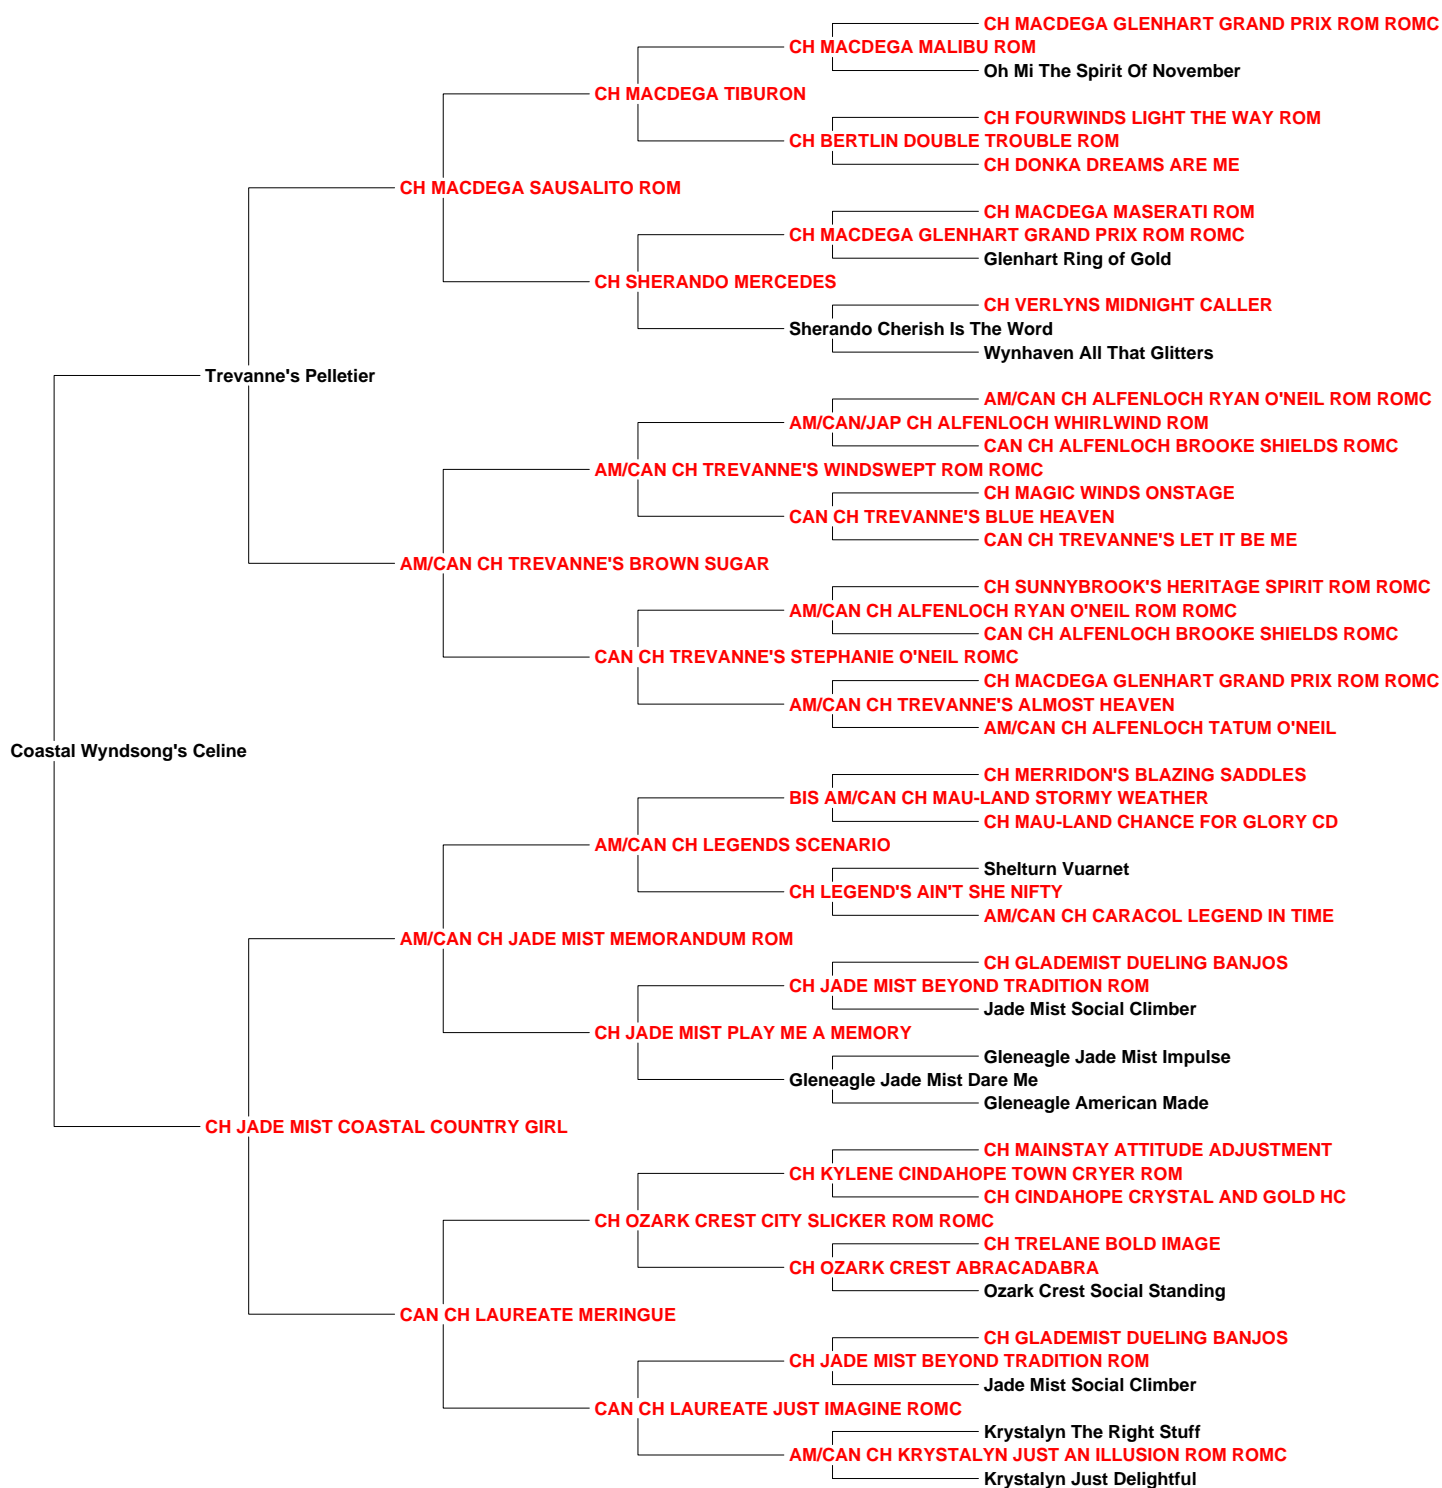 CH MACDEGA GLENHART GRAND PRIX ROM ROMC
CH MACDEGA MALIBU ROM
Oh Mi The Spirit Of November
CH MACDEGA TIBURON
CH FOURWINDS LIGHT THE WAY ROM
CH BERTLIN DOUBLE TROUBLE ROM
CH DONKA DREAMS ARE ME
CH MACDEGA SAUSALITO ROM
CH MACDEGA MASERATI ROM
CH MACDEGA GLENHART GRAND PRIX ROM ROMC
Glenhart Ring of Gold
CH SHERANDO MERCEDES
CH VERLYNS MIDNIGHT CALLER
Sherando Cherish Is The Word
Wynhaven All That Glitters
Trevanne's Pelletier
AM/CAN CH ALFENLOCH RYAN O'NEIL ROM ROMC
AM/CAN/JAP CH ALFENLOCH WHIRLWIND ROM
CAN CH ALFENLOCH BROOKE SHIELDS ROMC
AM/CAN CH TREVANNE'S WINDSWEPT ROM ROMC
CH MAGIC WINDS ONSTAGE
CAN CH TREVANNE'S BLUE HEAVEN
CAN CH TREVANNE'S LET IT BE ME
AM/CAN CH TREVANNE'S BROWN SUGAR
CH SUNNYBROOK'S HERITAGE SPIRIT ROM ROMC
AM/CAN CH ALFENLOCH RYAN O'NEIL ROM ROMC
CAN CH ALFENLOCH BROOKE SHIELDS ROMC
CAN CH TREVANNE'S STEPHANIE O'NEIL ROMC
CH MACDEGA GLENHART GRAND PRIX ROM ROMC
AM/CAN CH TREVANNE'S ALMOST HEAVEN
AM/CAN CH ALFENLOCH TATUM O'NEIL
Coastal Wyndsong's Celine
CH MERRIDON'S BLAZING SADDLES
BIS AM/CAN CH MAU-LAND STORMY WEATHER
CH MAU-LAND CHANCE FOR GLORY CD
AM/CAN CH LEGENDS SCENARIO
Shelturn Vuarnet
CH LEGEND'S AIN'T SHE NIFTY
AM/CAN CH CARACOL LEGEND IN TIME
AM/CAN CH JADE MIST MEMORANDUM ROM
CH GLADEMIST DUELING BANJOS
CH JADE MIST BEYOND TRADITION ROM
Jade Mist Social Climber
CH JADE MIST PLAY ME A MEMORY
Gleneagle Jade Mist Impulse
Gleneagle Jade Mist Dare Me
Gleneagle American Made
CH JADE MIST COASTAL COUNTRY GIRL
CH MAINSTAY ATTITUDE ADJUSTMENT
CH KYLENE CINDAHOPE TOWN CRYER ROM
CH CINDAHOPE CRYSTAL AND GOLD HC
CH OZARK CREST CITY SLICKER ROM ROMC
CH TRELANE BOLD IMAGE
CH OZARK CREST ABRACADABRA
Ozark Crest Social Standing
CAN CH LAUREATE MERINGUE
CH GLADEMIST DUELING BANJOS
CH JADE MIST BEYOND TRADITION ROM
Jade Mist Social Climber
CAN CH LAUREATE JUST IMAGINE ROMC
Krystalyn The Right Stuff
AM/CAN CH KRYSTALYN JUST AN ILLUSION ROM ROMC
Krystalyn Just Delightful